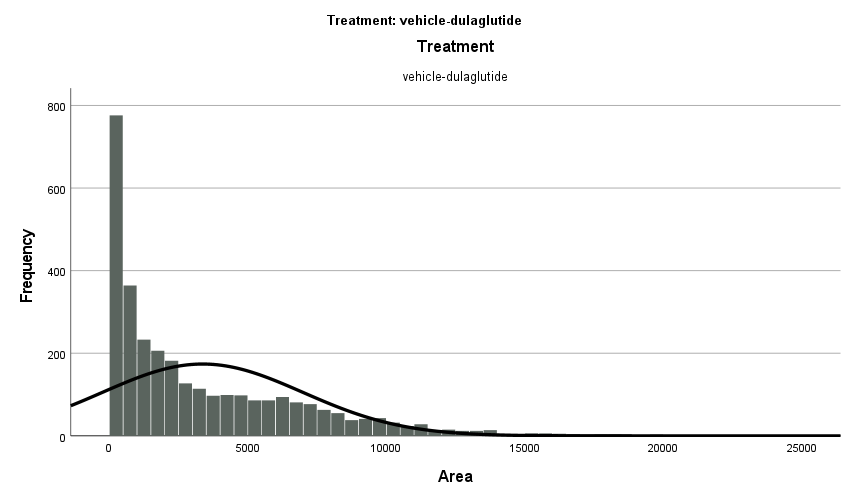 Treatment: vehicle-dulaglutide
Treatment
vehicle-dulaglutide
800
600
400
200
0
Frequency
0 5000 10000 15000 20000 25000
Area